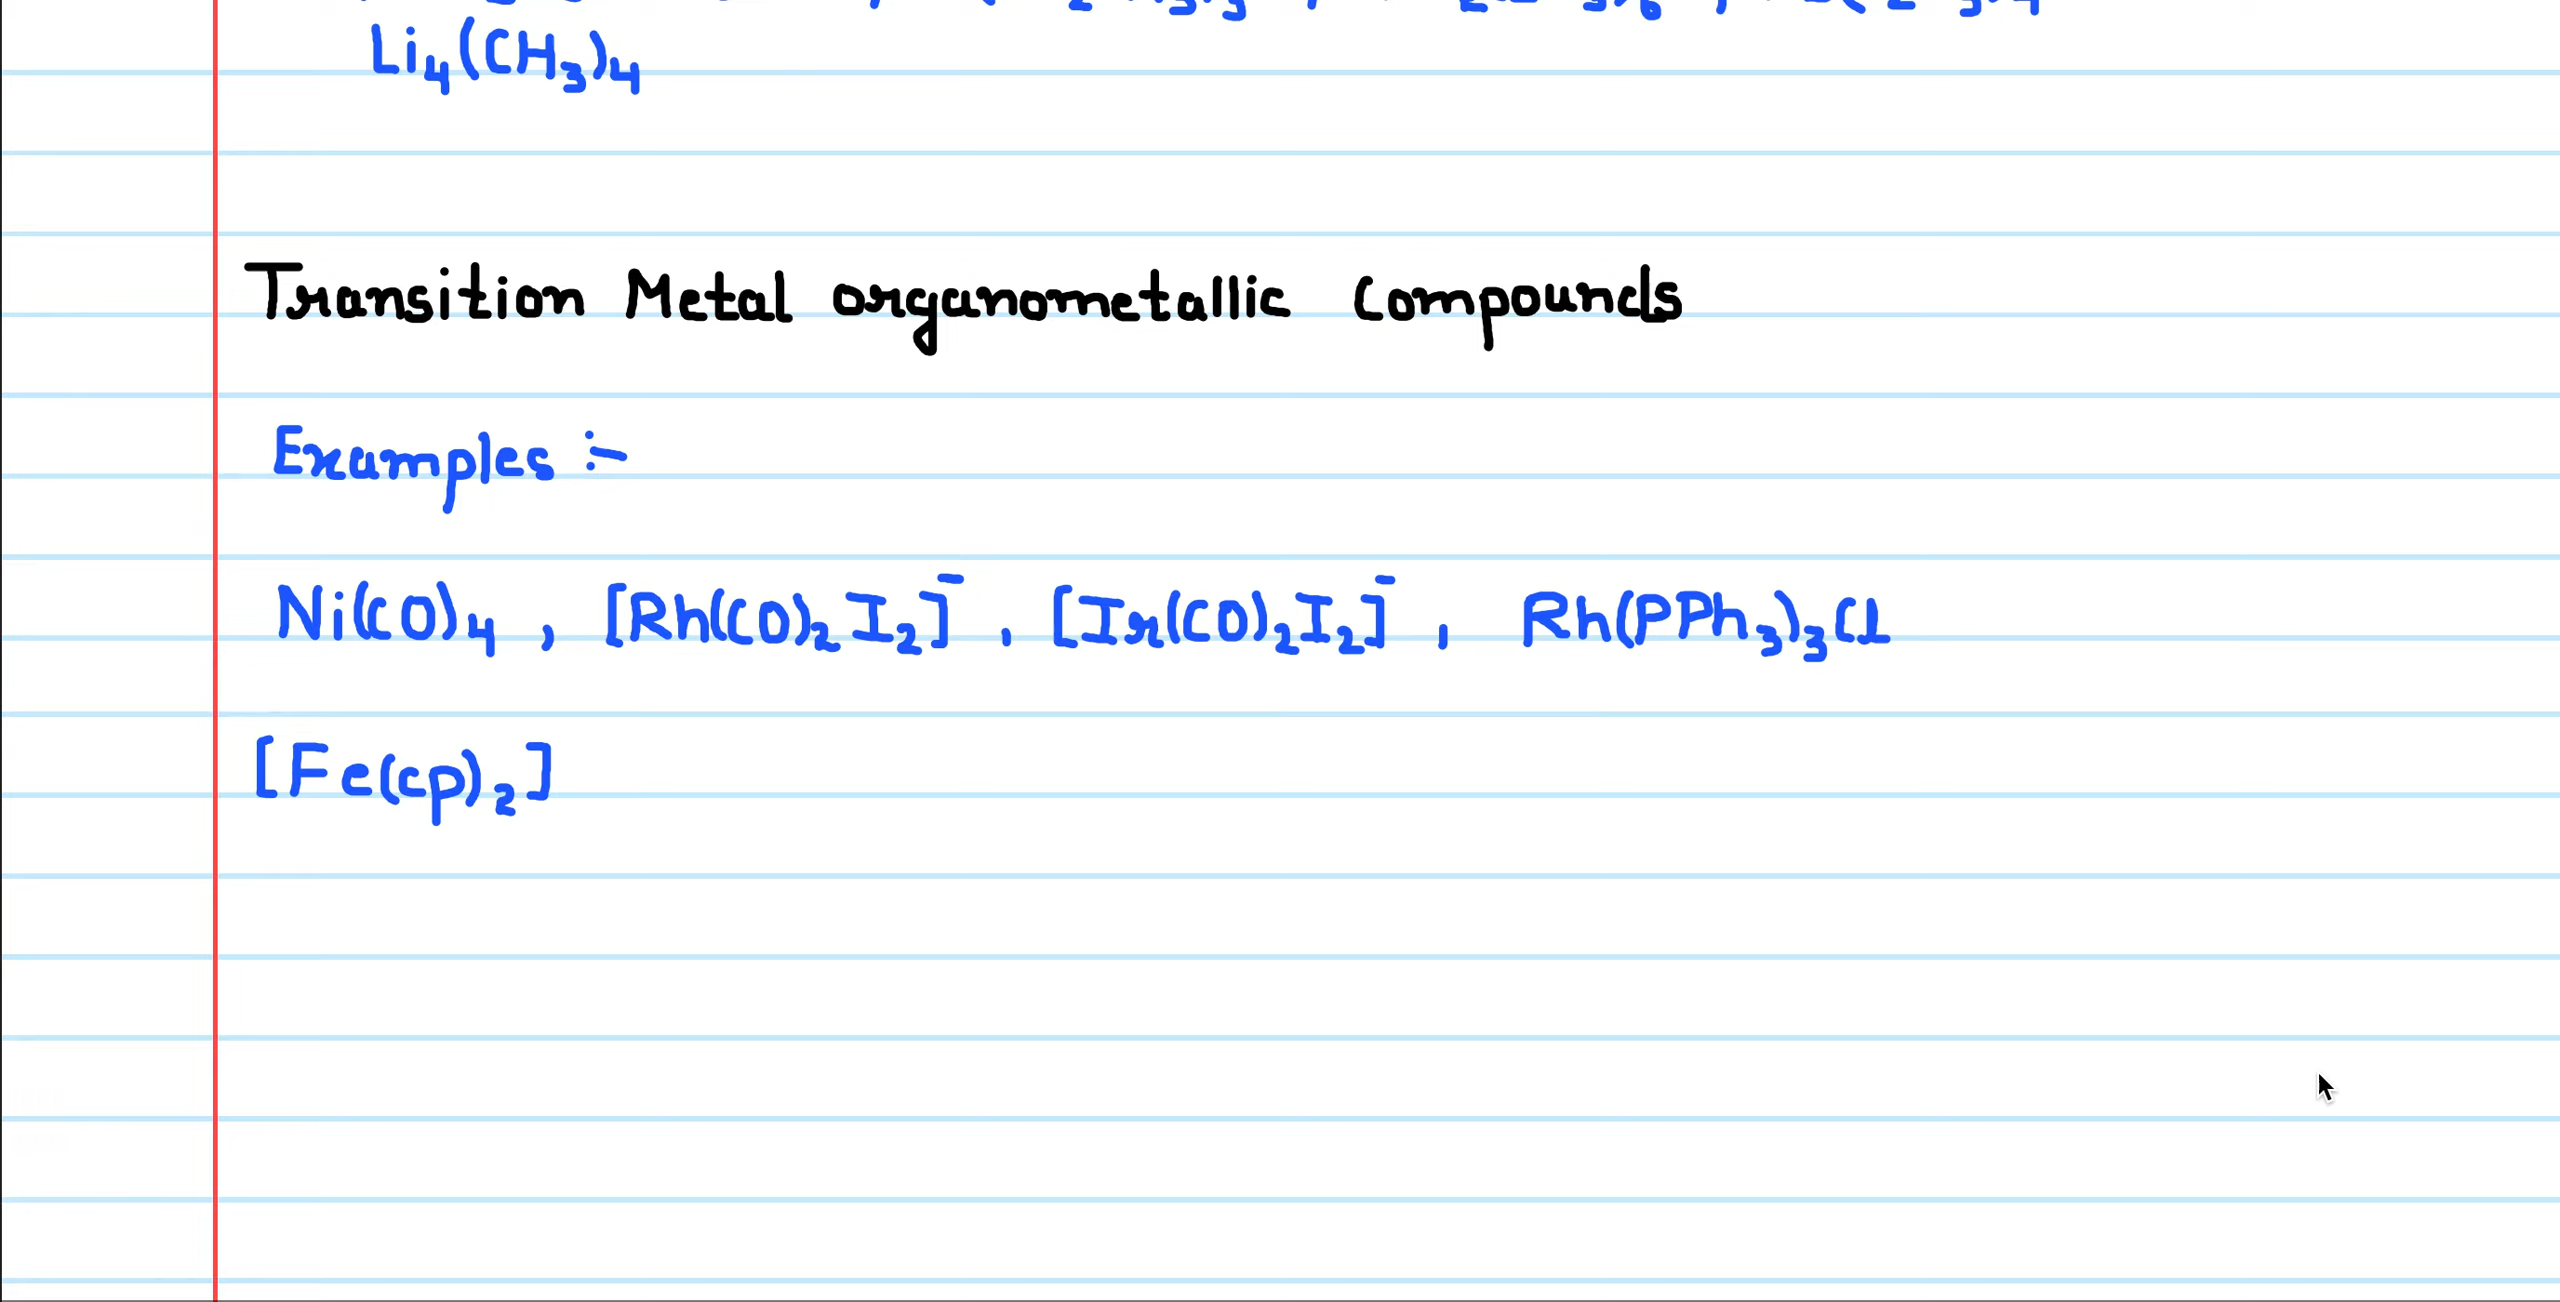 Li₄(CH₃)₄
Transition Metal organometallic Compounds
Examples :-
Ni(CO)₄ , [Rh(CO)₂I₂]⁻ , [Ir(CO)₂I₂]⁻ , Rh(PPh₃)₃Cl
[Fe(cp)₂]